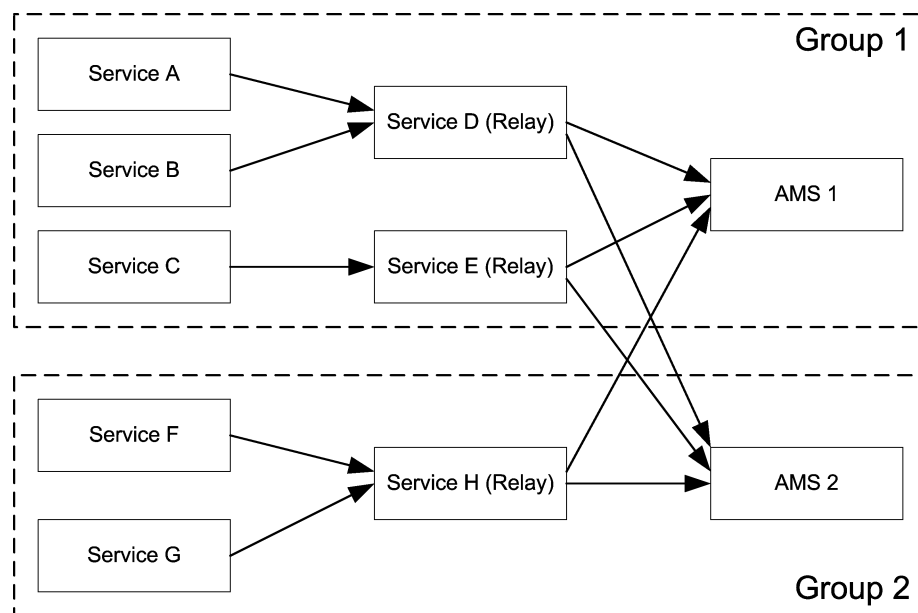 Group 1
Service A
Service D (Relay)
Service B
AMS 1
Service C
Service E (Relay)
Service F
Service H (Relay)
AMS 2
Service G
Group 2